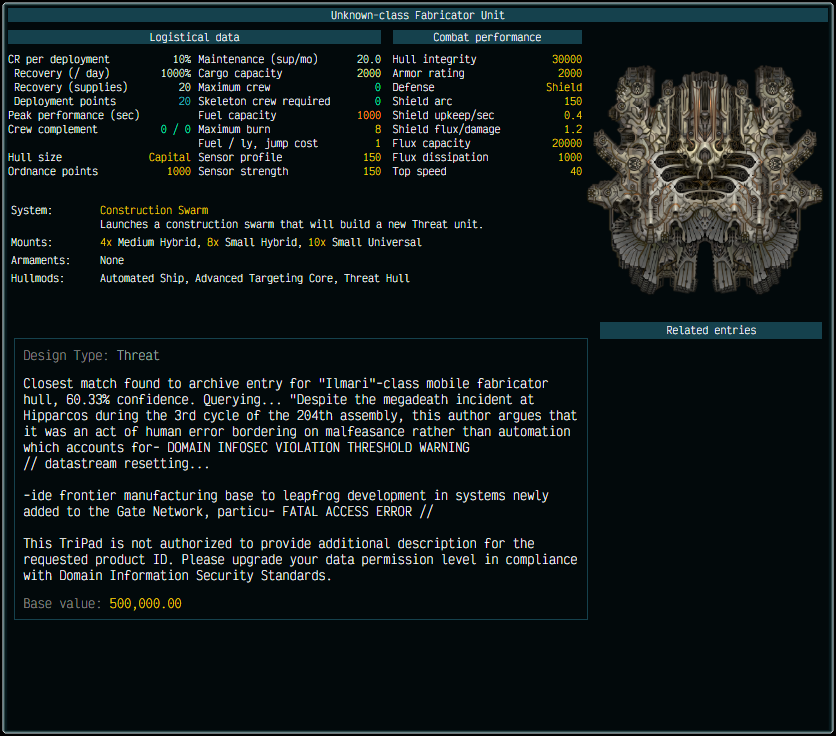 Unknown-class Fabricator Unit
Logistical data
CR per deployment 10% Maintenance (sup/mo) 20.0
Recovery (/ day) 1000% Cargo capacity 2000
Recovery (supplies) 20 Maximum crew 0
Deployment points 20 Skeleton crew required 0
Peak performance (sec) Fuel capacity 1000
Crew complement 0 / 0 Maximum burn 8
Fuel / ly, jump cost 1
Hull size Capital Sensor profile 150
Ordnance points 1000 Sensor strength 150
Combat performance
Hull integrity 30000
Armor rating 2000
Defense Shield
Shield arc 150
Shield upkeep/sec 0.4
Shield flux/damage 1.2
Flux capacity 20000
Flux dissipation 1000
Top speed 40
System: Construction Swarm
Launches a construction swarm that will build a new Threat unit.
Mounts: 4x Medium Hybrid, 8x Small Hybrid, 10x Small Universal
Armaments: None
Hullmods: Automated Ship, Advanced Targeting Core, Threat Hull
Related entries
Design Type: Threat
Closest match found to archive entry for "Ilmari"-class mobile fabricator
hull, 60.33% confidence. Querying... "Despite the megadeath incident at
Hipparcos during the 3rd cycle of the 204th assembly, this author argues that
it was an act of human error bordering on malfeasance rather than automation
which accounts for- DOMAIN INFOSEC VIOLATION THRESHOLD WARNING
// datastream resetting...
-ide frontier manufacturing base to leapfrog development in systems newly
added to the Gate Network, particu- FATAL ACCESS ERROR //
This TriPad is not authorized to provide additional description for the
requested product ID. Please upgrade your data permission level in compliance
with Domain Information Security Standards.
Base value: 500,000.00